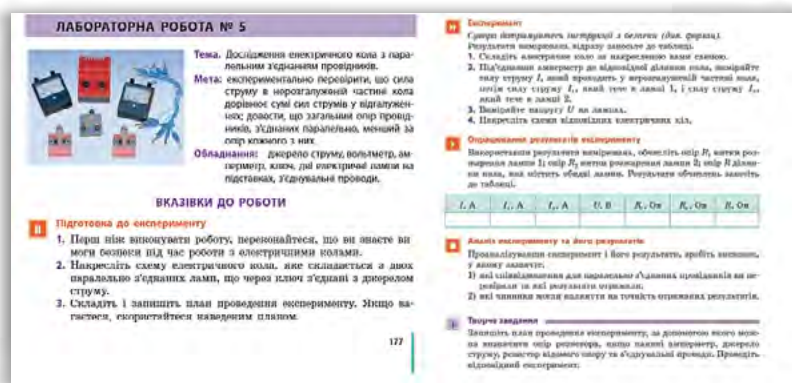 ЛАБОРАТОРНА РОБОТА № 5
Тема. Дослідження електричного кола з пара-
лельним з'єднанням провідників.
Мета: експериментально перевірити, що сила
струму в нерозгалуженій частині кола
дорівнює сумі сил струмів у відгалужен-
нях; довести, що загальний опір провід-
ників, з'єднаних паралельно, менший за
опір кожного з них.
Обладнання: джерело струму, вольтметр, ам-
перметр, ключ, дві електричні лампи на
підставках, з'єднувальні проводи.
ВКАЗІВКИ ДО РОБОТИ
Підготовка до експерименту
1. Перш ніж виконувати роботу, переконайтеся, що ви знаєте ви-
моги безпеки під час роботи з електричними колами.
2. Накресліть схему електричного кола, яке складається з двох
паралельно з'єднаних ламп, що через ключ з'єднані з джерелом
струму.
3. Складіть і запишіть план проведення експерименту. Якщо ва-
гаєтеся, скористайтеся наведеним планом.
177
Експеримент
Суворо дотримуйтесь інструкції з безпеки (див. форзац).
Результати вимірювань відразу заносьте до таблиці.
1. Складіть електричне коло за накресленою вами схемою.
2. Під'єднавши амперметр до відповідної ділянки кола, виміряйте
силу струму I, який проходить у нерозгалуженій частині кола,
потім силу струму I₁, який тече в лампі 1, і силу струму I₂,
який тече в лампі 2.
3. Виміряйте напругу U на лампах.
4. Накресліть схеми відповідних електричних кіл.
Опрацювання результатів експерименту
Використавши результати вимірювань, обчисліть опір R₁ нитки роз-
жарення лампи 1; опір R₂ нитки розжарення лампи 2; опір R ділян-
ки кола, яка містить обидві лампи. Результати обчислень занесіть
до таблиці.
I, А I₁, А I₂, А U, В R₁, Ом R₂, Ом R, Ом
Аналіз експерименту та його результатів
Проаналізувавши експеримент і його результати, зробіть висновок,
у якому зазначте:
1) які співвідношення для паралельно з'єднаних провідників ви пе-
ревіряли та які результати отримали;
2) які чинники могли вплинути на точність отриманих результатів.
Творче завдання
Запишіть план проведення експерименту, за допомогою якого мож-
на визначити опір резистора, якщо наявні амперметр, джерело
струму, резистор відомого опору та з'єднувальні проводи. Проведіть
відповідний експеримент.